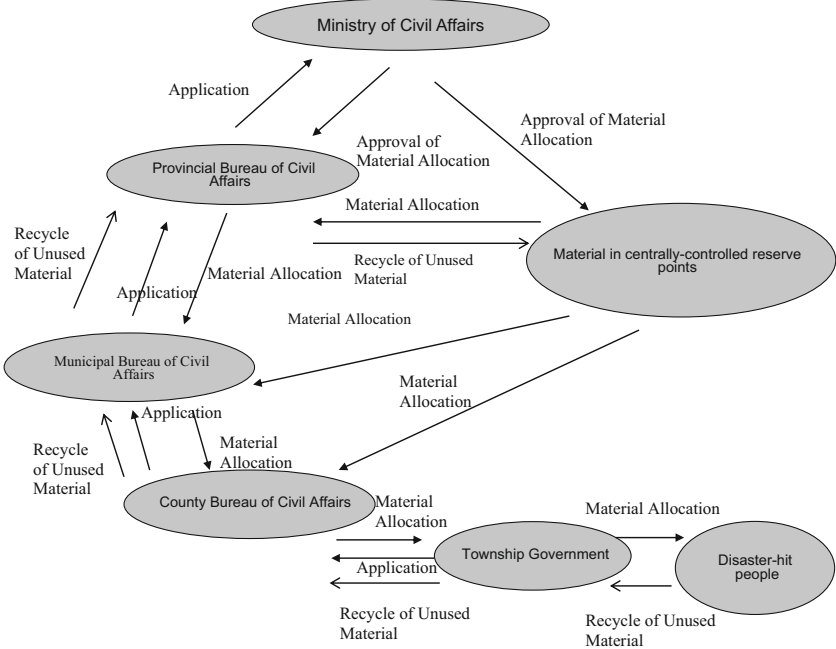 Ministry of Civil Affairs
Application
Approval of Material
Allocation
Approval of
Material Allocation
Provincial Bureau of Civil
Affairs
Material Allocation
Recycle
of Unused
Material
Recycle of Unused
Material
Material in centrally-controlled reserve
points
Material Allocation
Application
Material Allocation
Municipal Bureau of Civil
Affairs
Material
Allocation
Application
Recycle
of Unused
Material
Material
Allocation
County Bureau of Civil Affairs
Material
Allocation
Material Allocation
Township Government
Disaster-hit
people
Application
Recycle of Unused
Material
Recycle of Unused
Material